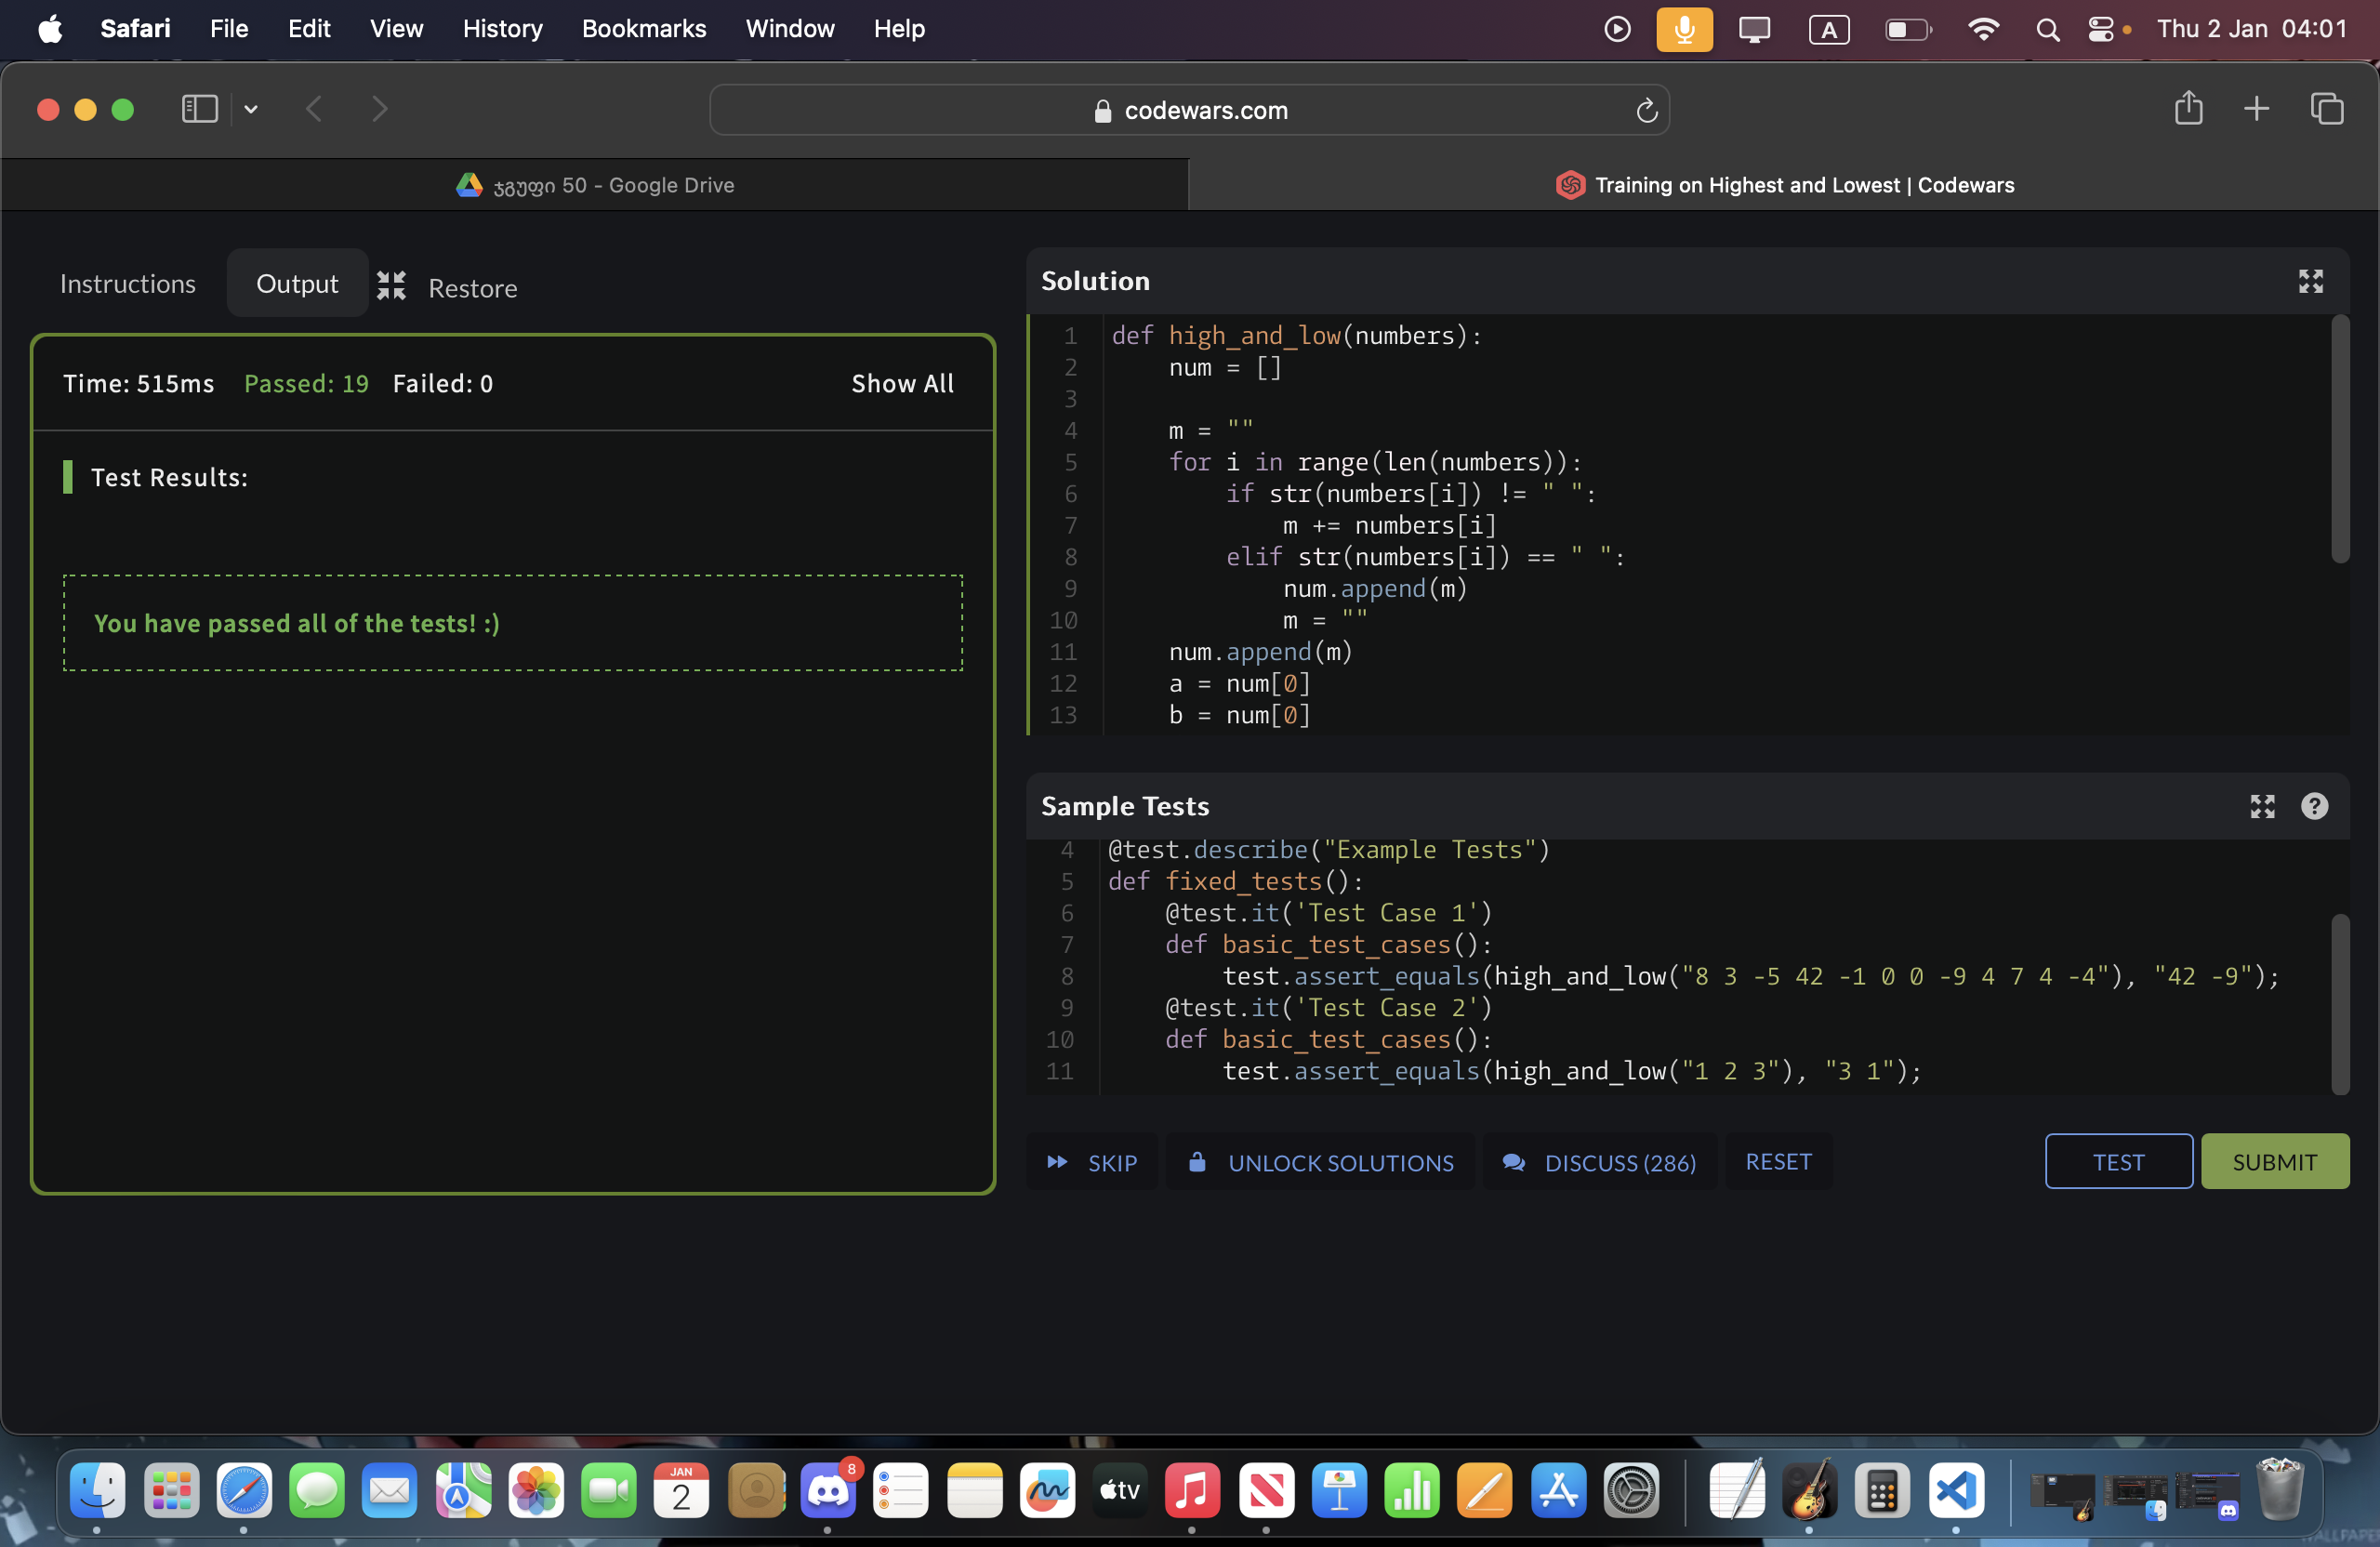 Safari File Edit View History Bookmarks Window Help A Thu 2 Jan 04:01
codewars.com
ჯგუფი 50 - Google Drive
Training on Highest and Lowest | Codewars
Instructions Output Restore
Time: 515ms Passed: 19 Failed: 0 Show All
Test Results:
You have passed all of the tests! :)
Solution
1 def high_and_low(numbers):
2 num = []
3
4 m = ""
5 for i in range(len(numbers)):
6 if str(numbers[i]) != " ":
7 m += numbers[i]
8 elif str(numbers[i]) == " ":
9 num.append(m)
10 m = ""
11 num.append(m)
12 a = num[0]
13 b = num[0]
Sample Tests
4 @test.describe("Example Tests")
5 def fixed_tests():
6 @test.it('Test Case 1')
7 def basic_test_cases():
8 test.assert_equals(high_and_low("8 3 -5 42 -1 0 0 -9 4 7 4 -4"), "42 -9");
9 @test.it('Test Case 2')
10 def basic_test_cases():
11 test.assert_equals(high_and_low("1 2 3"), "3 1");
SKIP UNLOCK SOLUTIONS DISCUSS (286) RESET TEST SUBMIT
JAN
2
8
tv